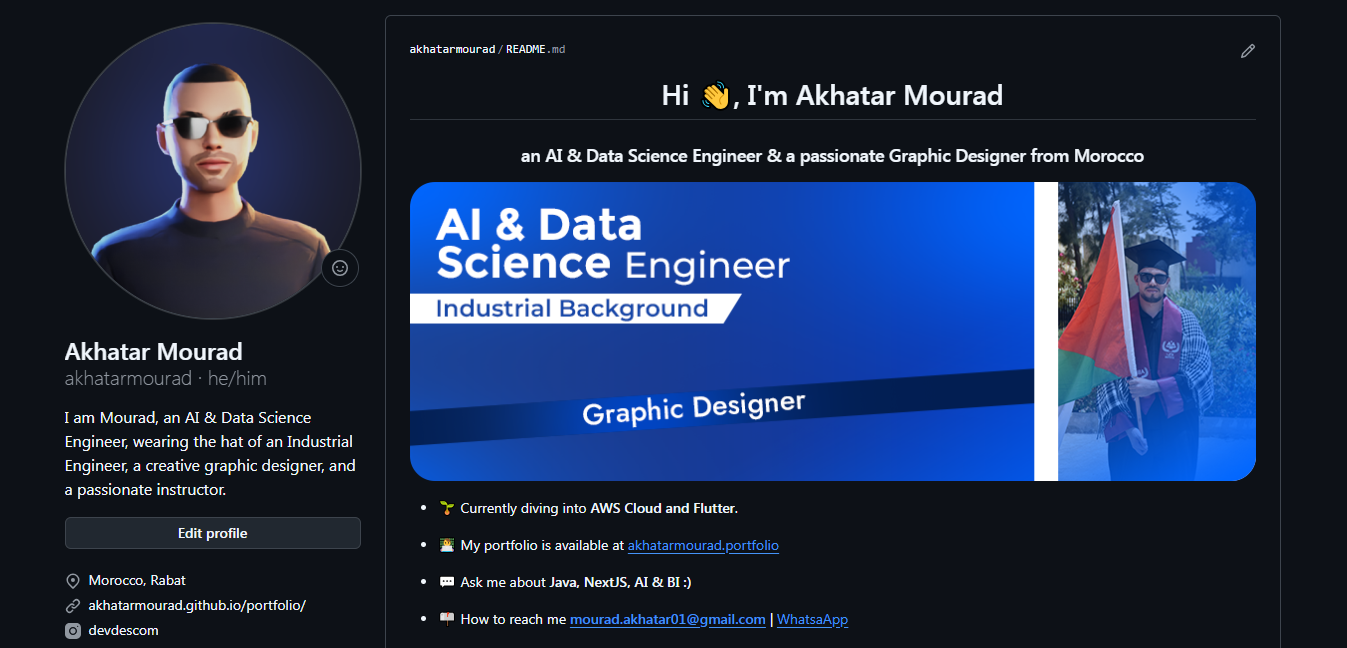 akhatarmourad/README.md
Hi 👋, I'm Akhatar Mourad
an AI & Data Science Engineer & a passionate Graphic Designer from Morocco
AI & Data
Science Engineer
Industrial Background
Graphic Designer
Akhatar Mourad
akhatarmourad · he/him
I am Mourad, an AI & Data Science
Engineer, wearing the hat of an Industrial
Engineer, a creative graphic designer, and
a passionate instructor.
Edit profile
Morocco, Rabat
akhatarmourad.github.io/portfolio/
devdescom
• 🌱 Currently diving into AWS Cloud and Flutter.
• 👨‍🏫 My portfolio is available at akhatarmourad.portfolio
• 💬 Ask me about Java, NextJS, AI & BI :)
• 📫 How to reach me mourad.akhatar01@gmail.com | WhatsaApp